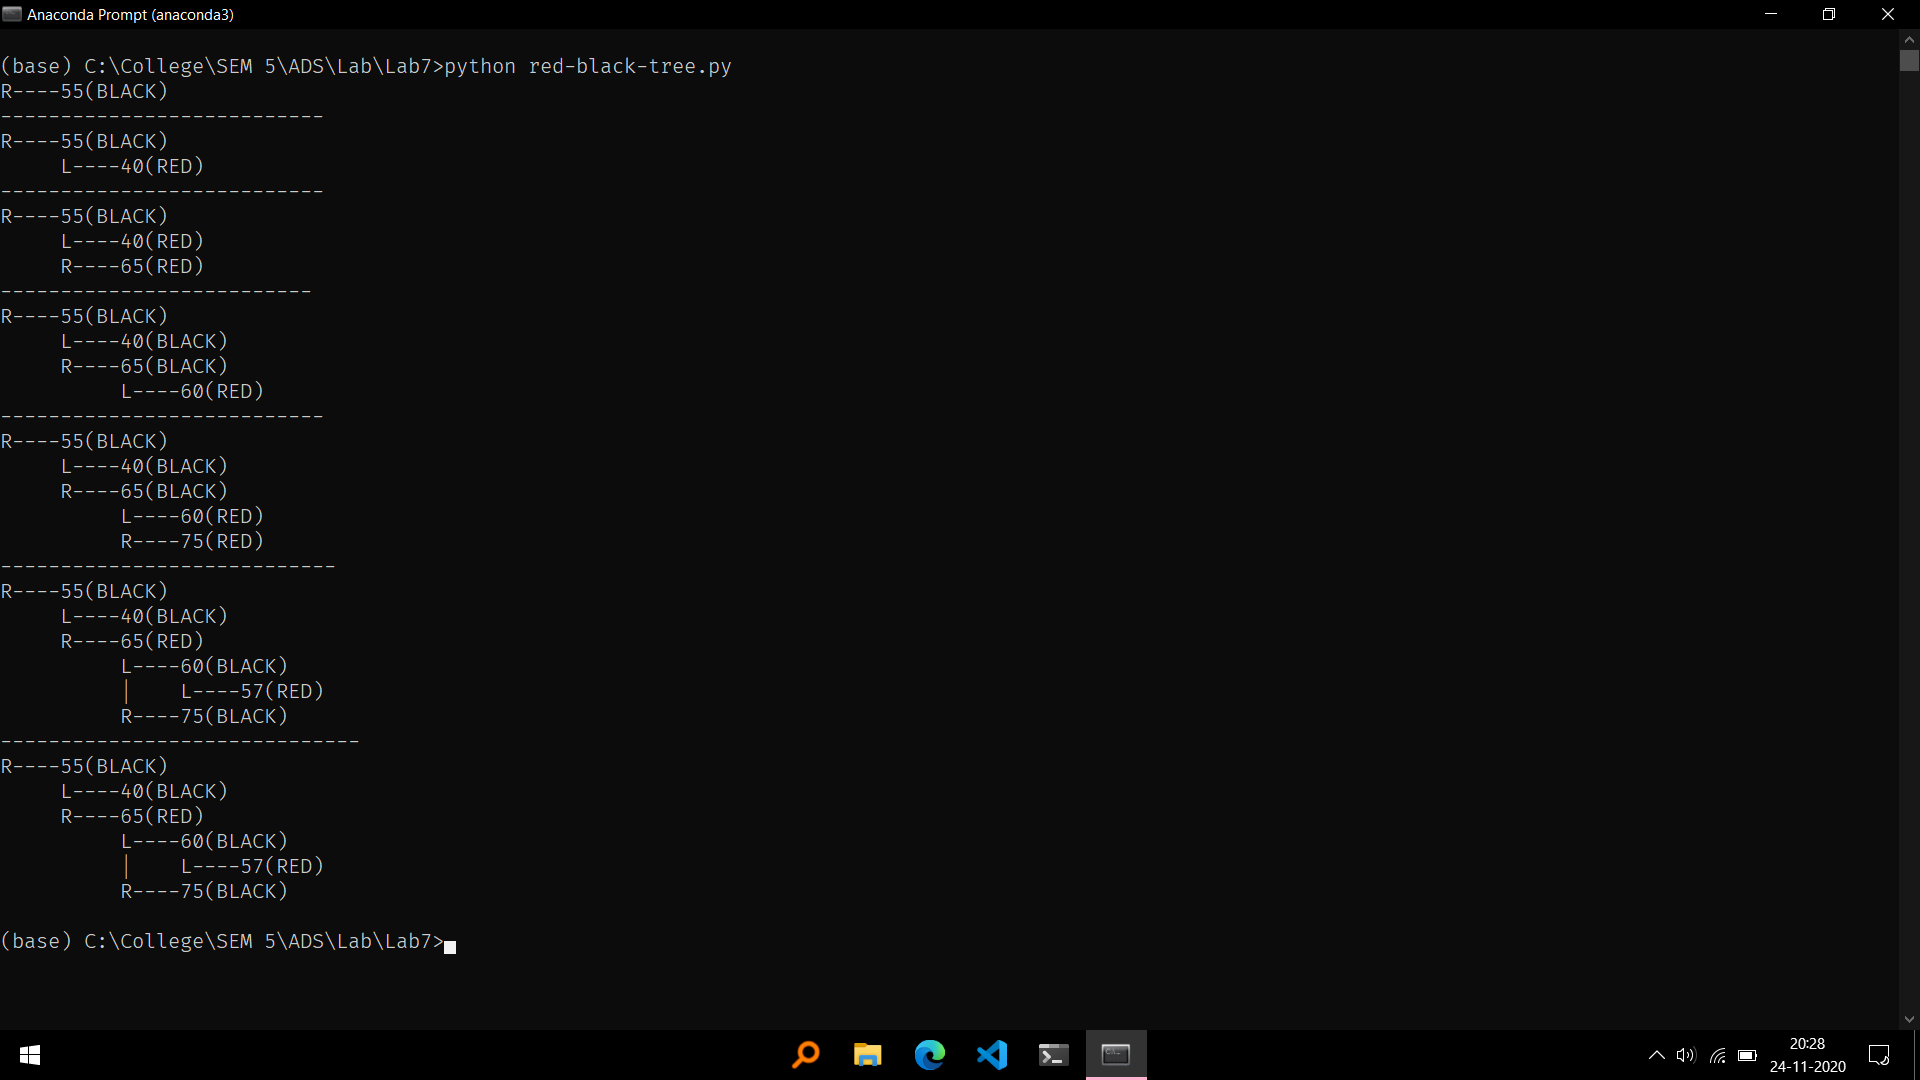 Anaconda Prompt (anaconda3)
(base) C:\College\SEM 5\ADS\Lab\Lab7>python red-black-tree.py
R----55(BLACK)
---------------------------
R----55(BLACK)
     L----40(RED)
---------------------------
R----55(BLACK)
     L----40(RED)
     R----65(RED)
--------------------------
R----55(BLACK)
     L----40(BLACK)
     R----65(BLACK)
          L----60(RED)
---------------------------
R----55(BLACK)
     L----40(BLACK)
     R----65(BLACK)
          L----60(RED)
          R----75(RED)
----------------------------
R----55(BLACK)
     L----40(BLACK)
     R----65(RED)
          L----60(BLACK)
          |    L----57(RED)
          R----75(BLACK)
------------------------------
R----55(BLACK)
     L----40(BLACK)
     R----65(RED)
          L----60(BLACK)
          |    L----57(RED)
          R----75(BLACK)
(base) C:\College\SEM 5\ADS\Lab\Lab7>
20:28
24-11-2020